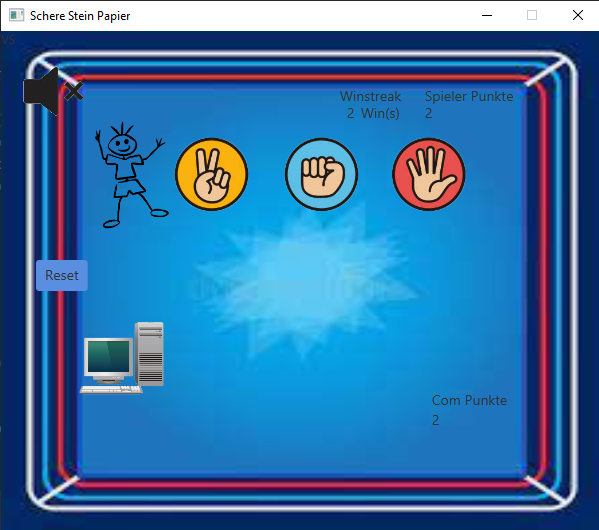 Schere Stein Papier
Winstreak
2 Win(s)
Spieler Punkte
2
Reset
Com Punkte
2